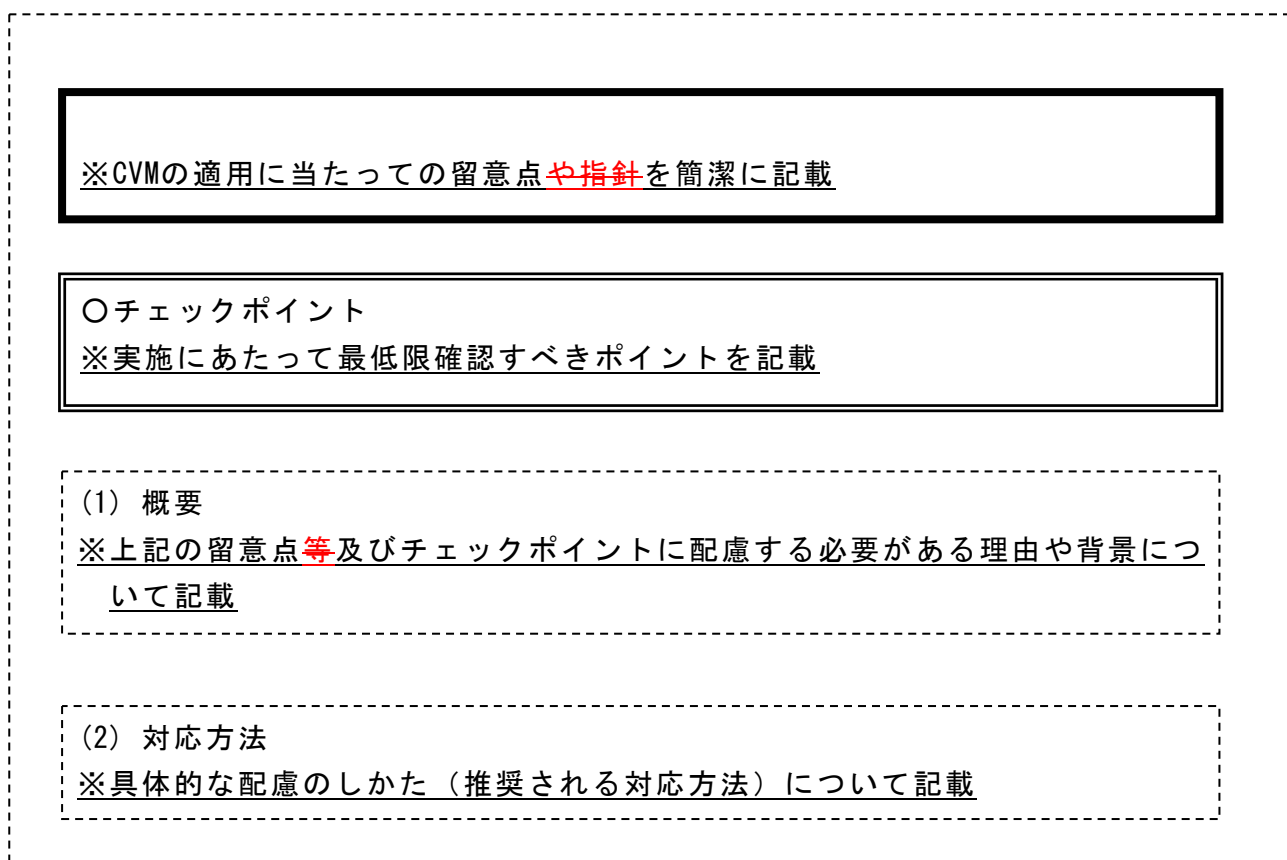 ※CVMの適用に当たっての留意点や指針を簡潔に記載
○チェックポイント
※実施にあたって最低限確認すべきポイントを記載
(1) 概要
※上記の留意点等及びチェックポイントに配慮する必要がある理由や背景につ
いて記載
(2) 対応方法
※具体的な配慮のしかた（推奨される対応方法）について記載